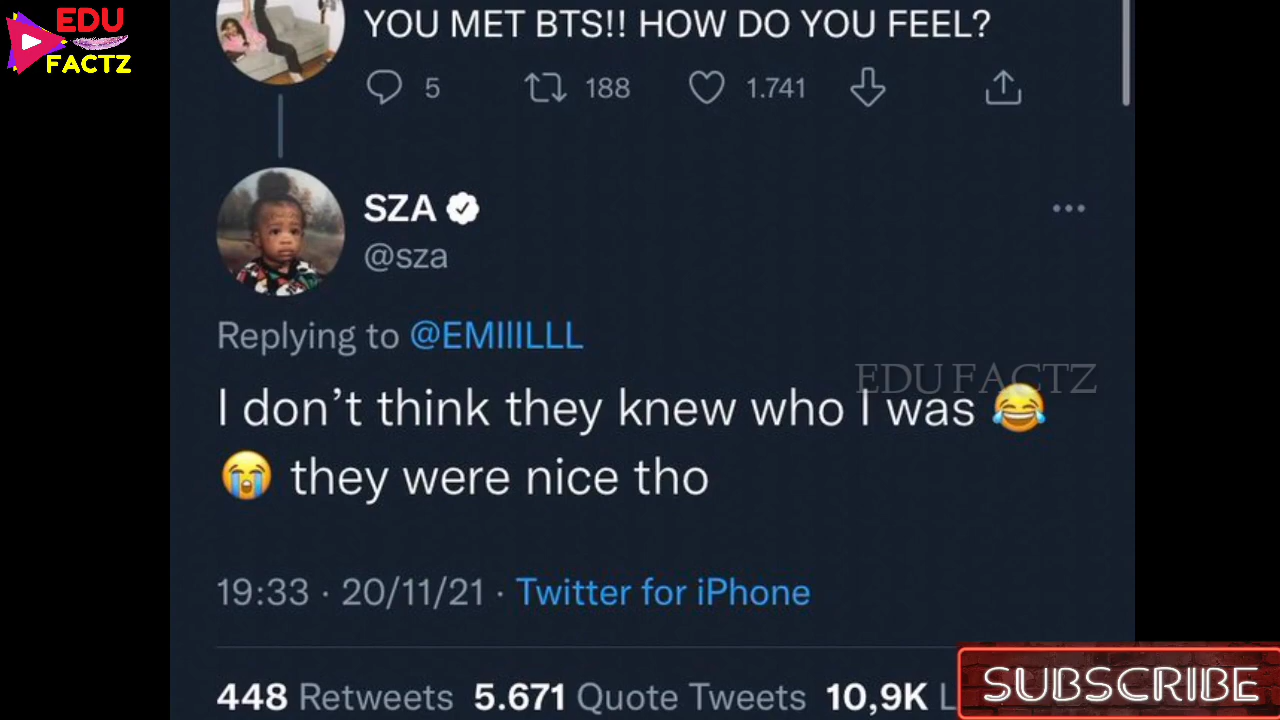 EDU
FACTZ
YOU MET BTS!! HOW DO YOU FEEL?
5 188 1.741
SZA
@sza
Replying to @EMIIILLL
EDU FACTZ
I don’t think they knew who I was 😂
😭 they were nice tho
19:33 · 20/11/21 · Twitter for iPhone
448 Retweets 5.671 Quote Tweets 10,9K L
SUBSCRIBE